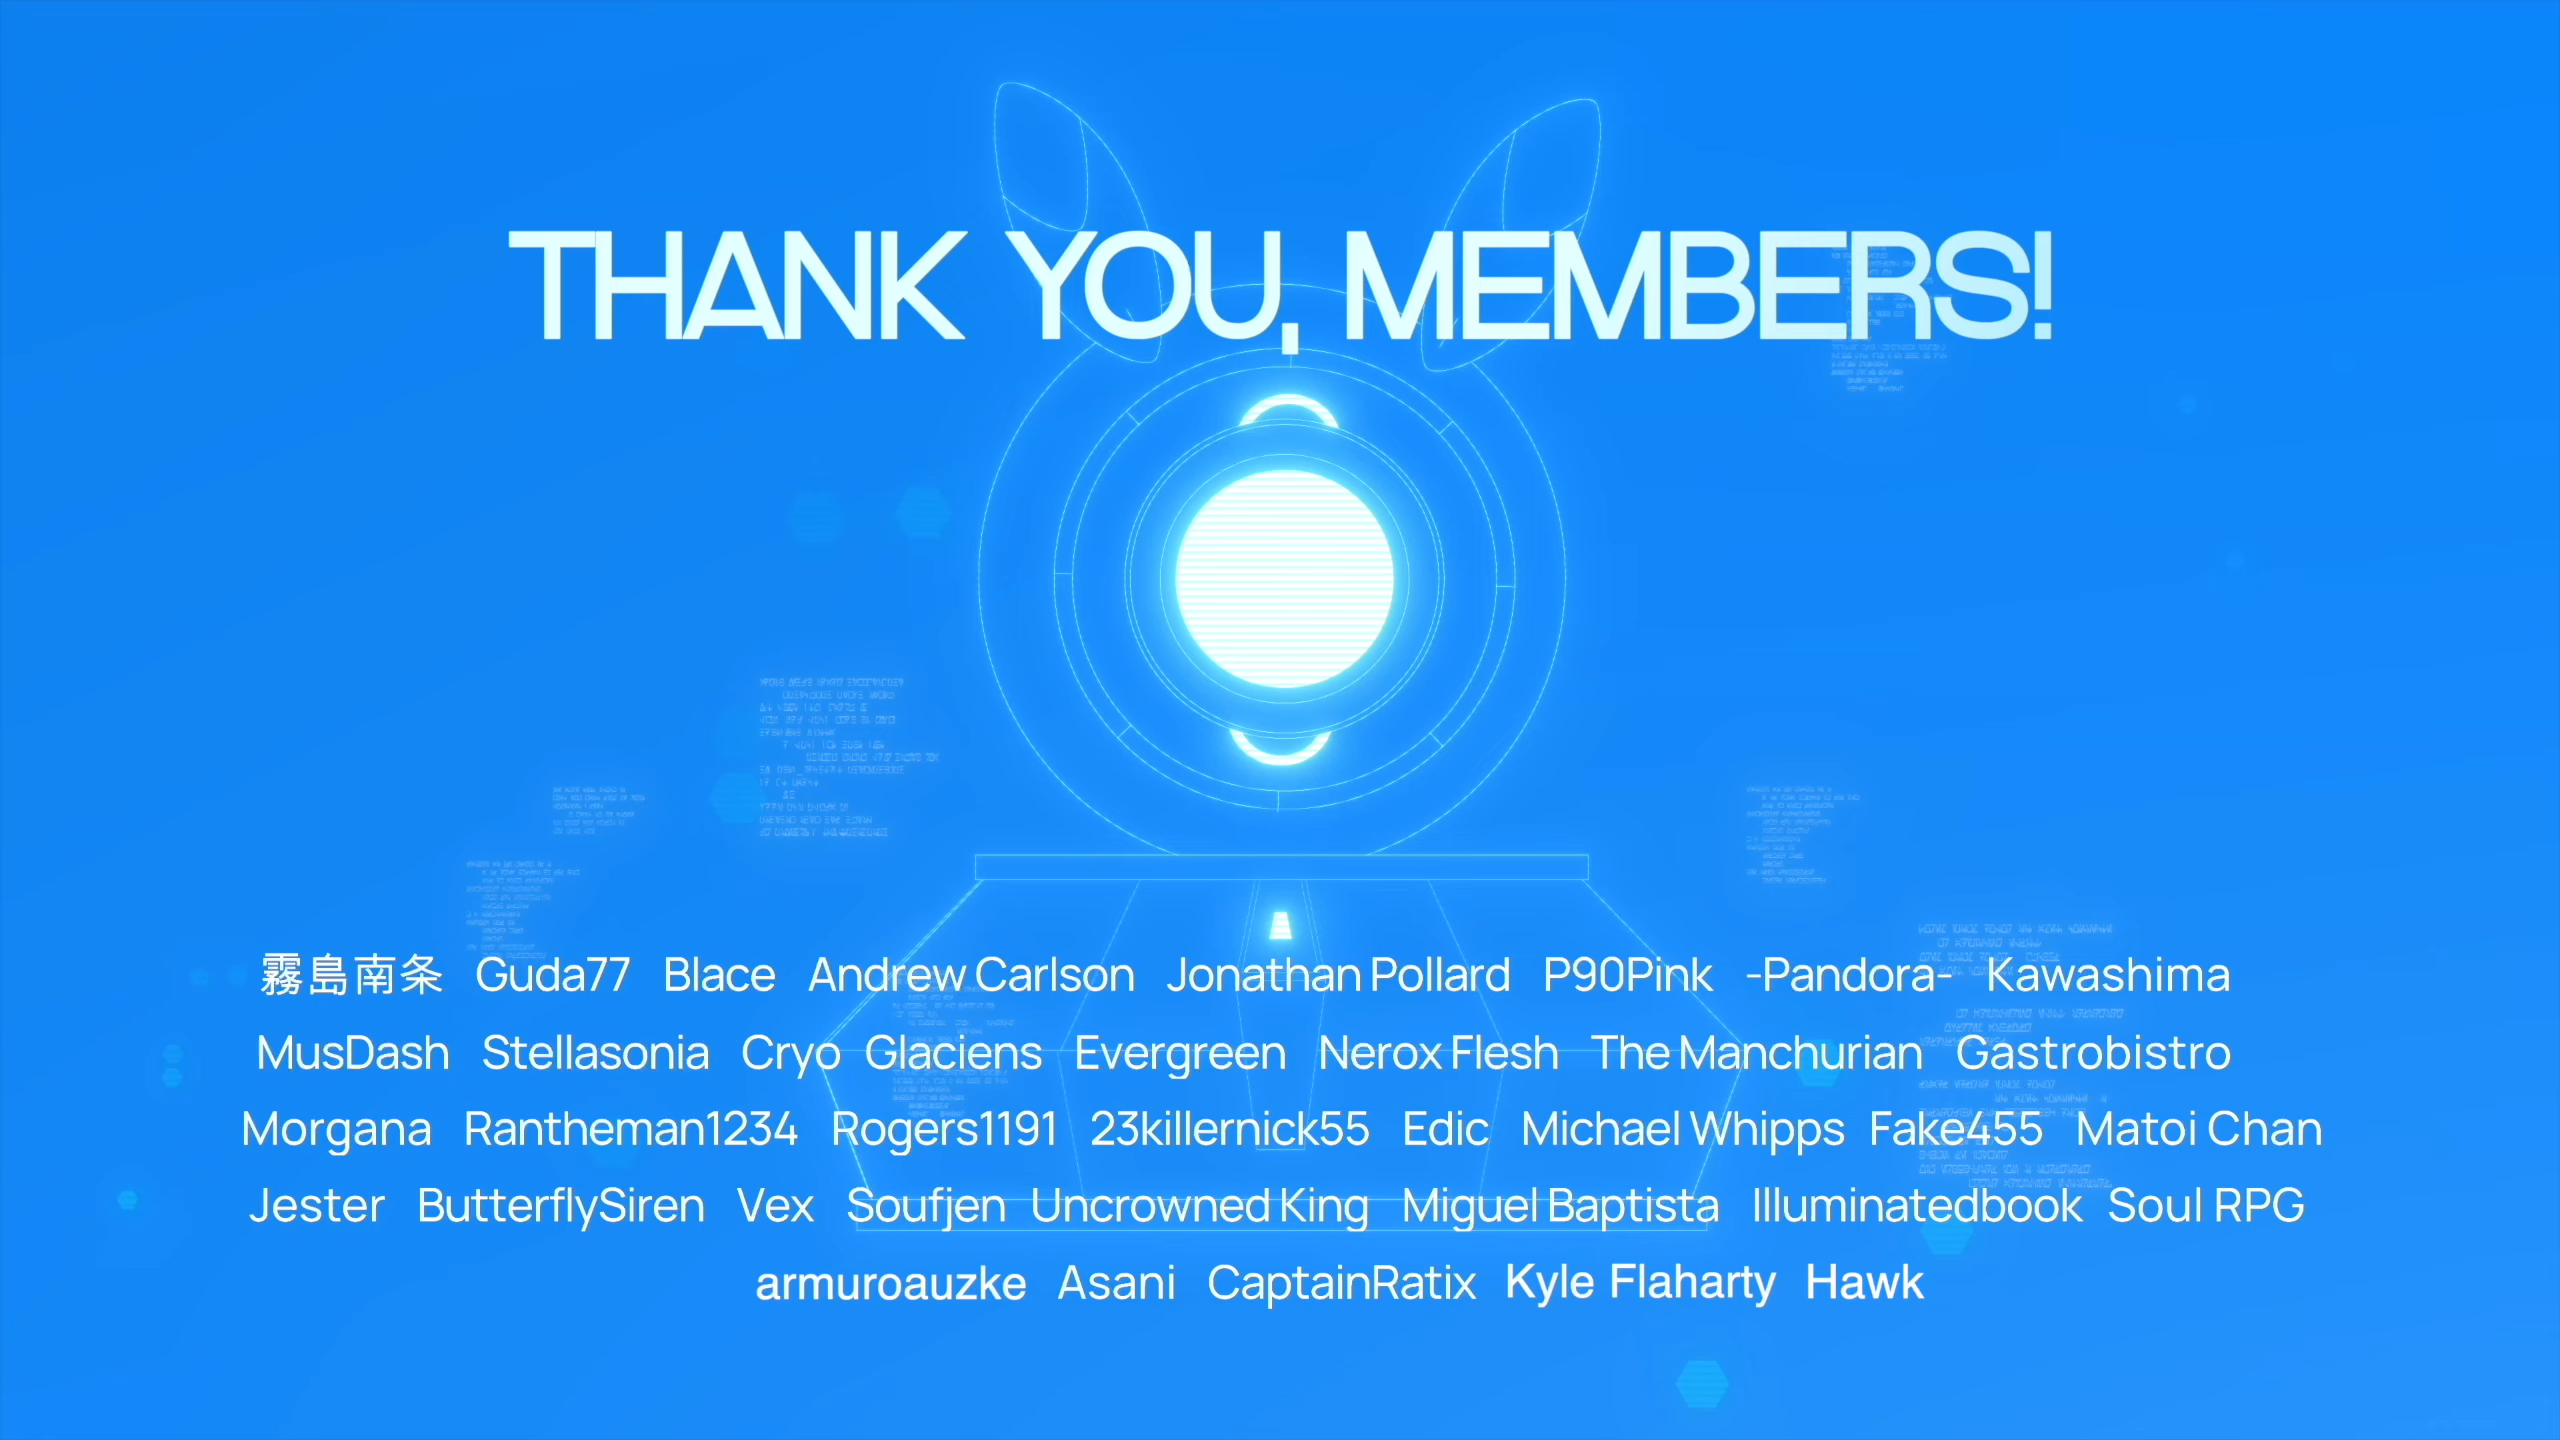 THANK YOU, MEMBERS!
霧島南条 Guda77 Blace Andrew Carlson Jonathan Pollard P90Pink -Pandora- Kawashima
MusDash Stellasonia Cryo Glaciens Evergreen Nerox Flesh The Manchurian Gastrobistro
Morgana Rantheman1234 Rogers1191 23killernick55 Edic Michael Whipps Fake455 Matoi Chan
Jester ButterflySiren Vex Soufjen Uncrowned King Miguel Baptista Illuminatedbook Soul RPG
armuroauzke Asani CaptainRatix Kyle Flaharty Hawk